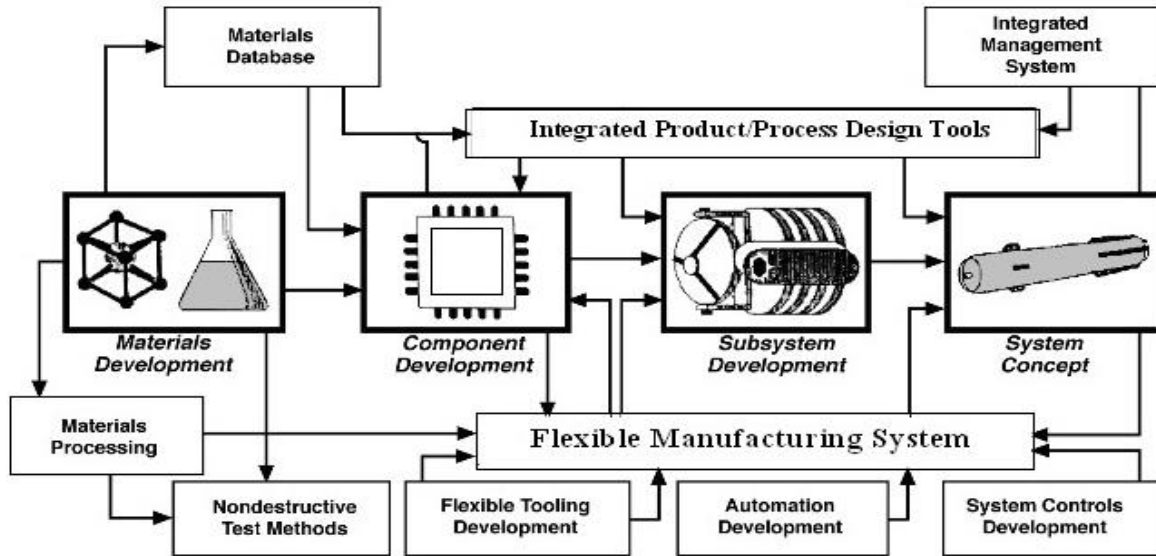 Materials
Database
Integrated
Management
System
Integrated Product/Process Design Tools
Materials
Development
Component
Development
Subsystem
Development
System
Concept
Materials
Processing
Flexible Manufacturing System
Nondestructive
Test Methods
Flexible Tooling
Development
Automation
Development
System Controls
Development